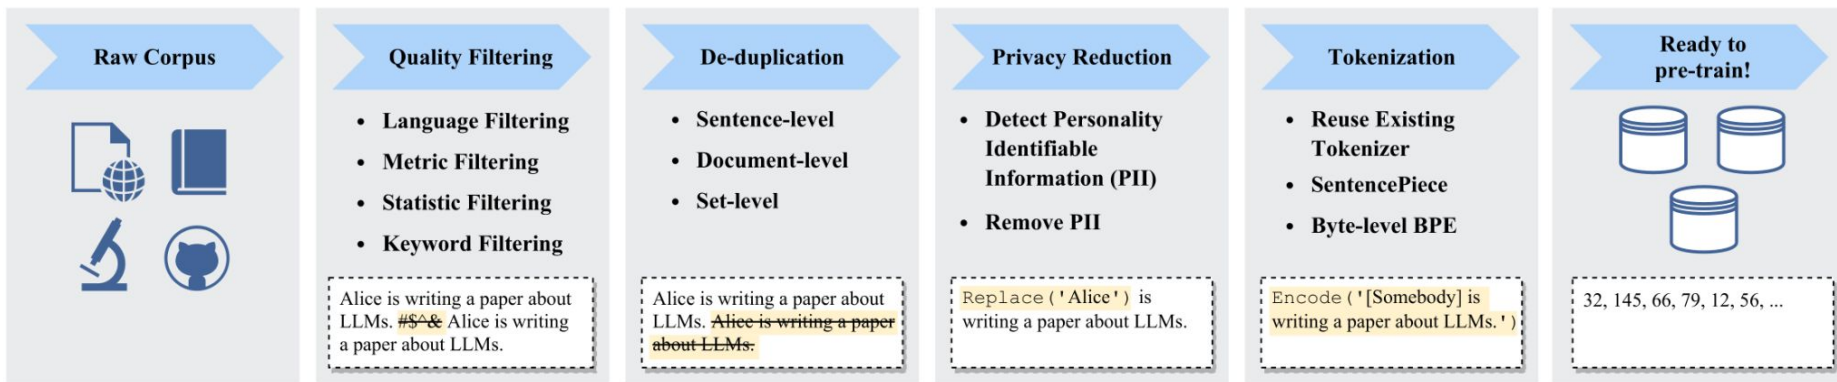 Raw Corpus
Quality Filtering
• Language Filtering
• Metric Filtering
• Statistic Filtering
• Keyword Filtering
Alice is writing a paper about
LLMs. #$^& Alice is writing
a paper about LLMs.
De-duplication
• Sentence-level
• Document-level
• Set-level
Alice is writing a paper about
LLMs. Alice is writing a paper
about LLMs.
Privacy Reduction
• Detect Personality
Identifiable
Information (PII)
• Remove PII
Replace('Alice') is
writing a paper about LLMs.
Tokenization
• Reuse Existing
Tokenizer
• SentencePiece
• Byte-level BPE
Encode('[Somebody] is
writing a paper about LLMs.')
Ready to
pre-train!
32, 145, 66, 79, 12, 56, ...